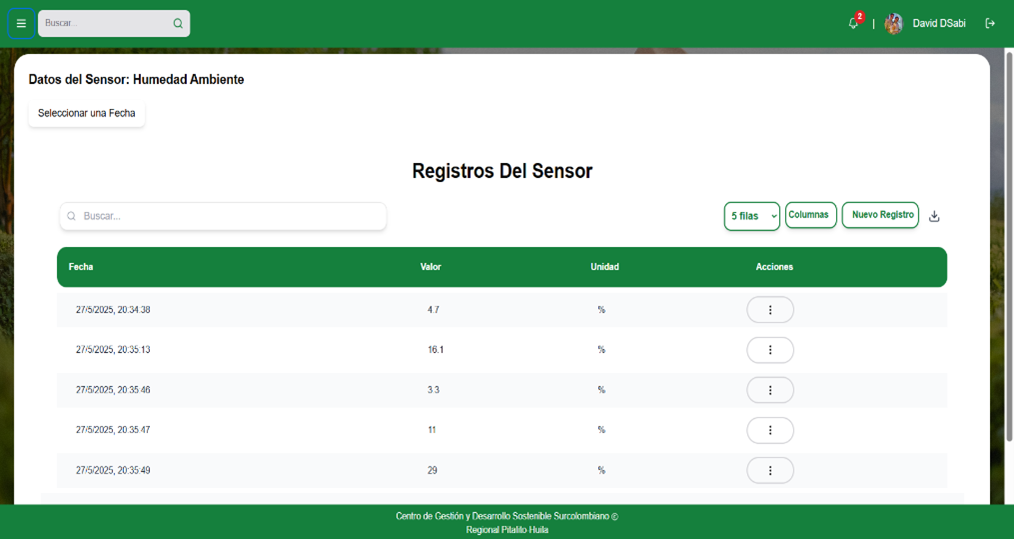 Buscar...
2 | David DSabi
Datos del Sensor: Humedad Ambiente
Seleccionar una Fecha
Registros Del Sensor
Buscar... 5 filas Columnas Nuevo Registro
Fecha Valor Unidad Acciones
27/5/2025, 20:34:38 4.7 %
27/5/2025, 20:35:13 16.1 %
27/5/2025, 20:35:46 3.3 %
27/5/2025, 20:35:47 11 %
27/5/2025, 20:35:49 29 %
Centro de Gestión y Desarrollo Sostenible Surcolombiano ©
Regional Pitalito-Huila